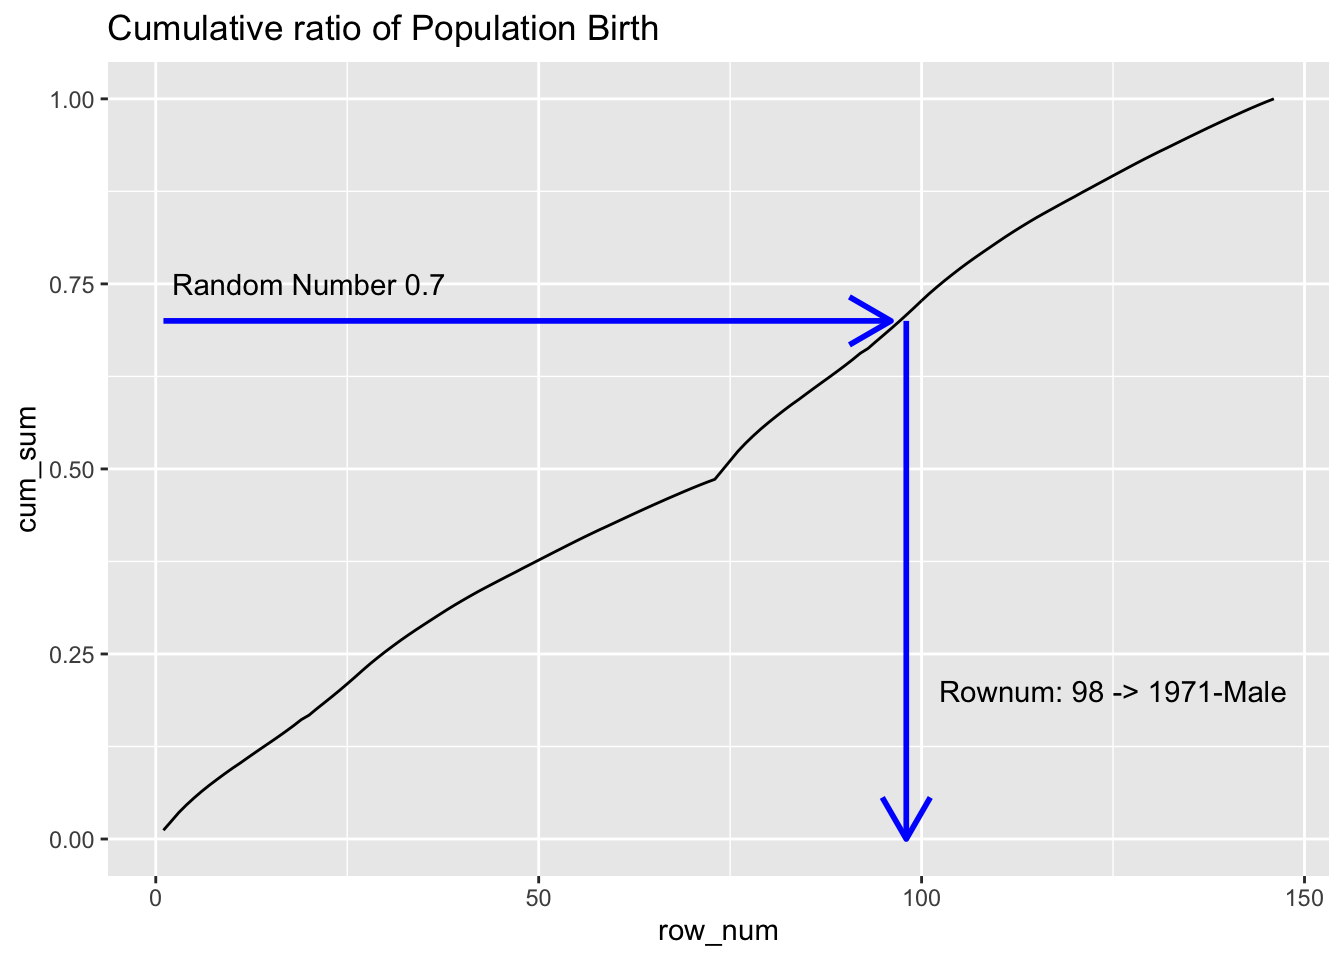 Cumulative ratio of Population Birth
1.00
0.75
0.50
0.25
0.00
cum_sum
Random Number 0.7
Rownum: 98 -> 1971-Male
0
50
100
150
row_num